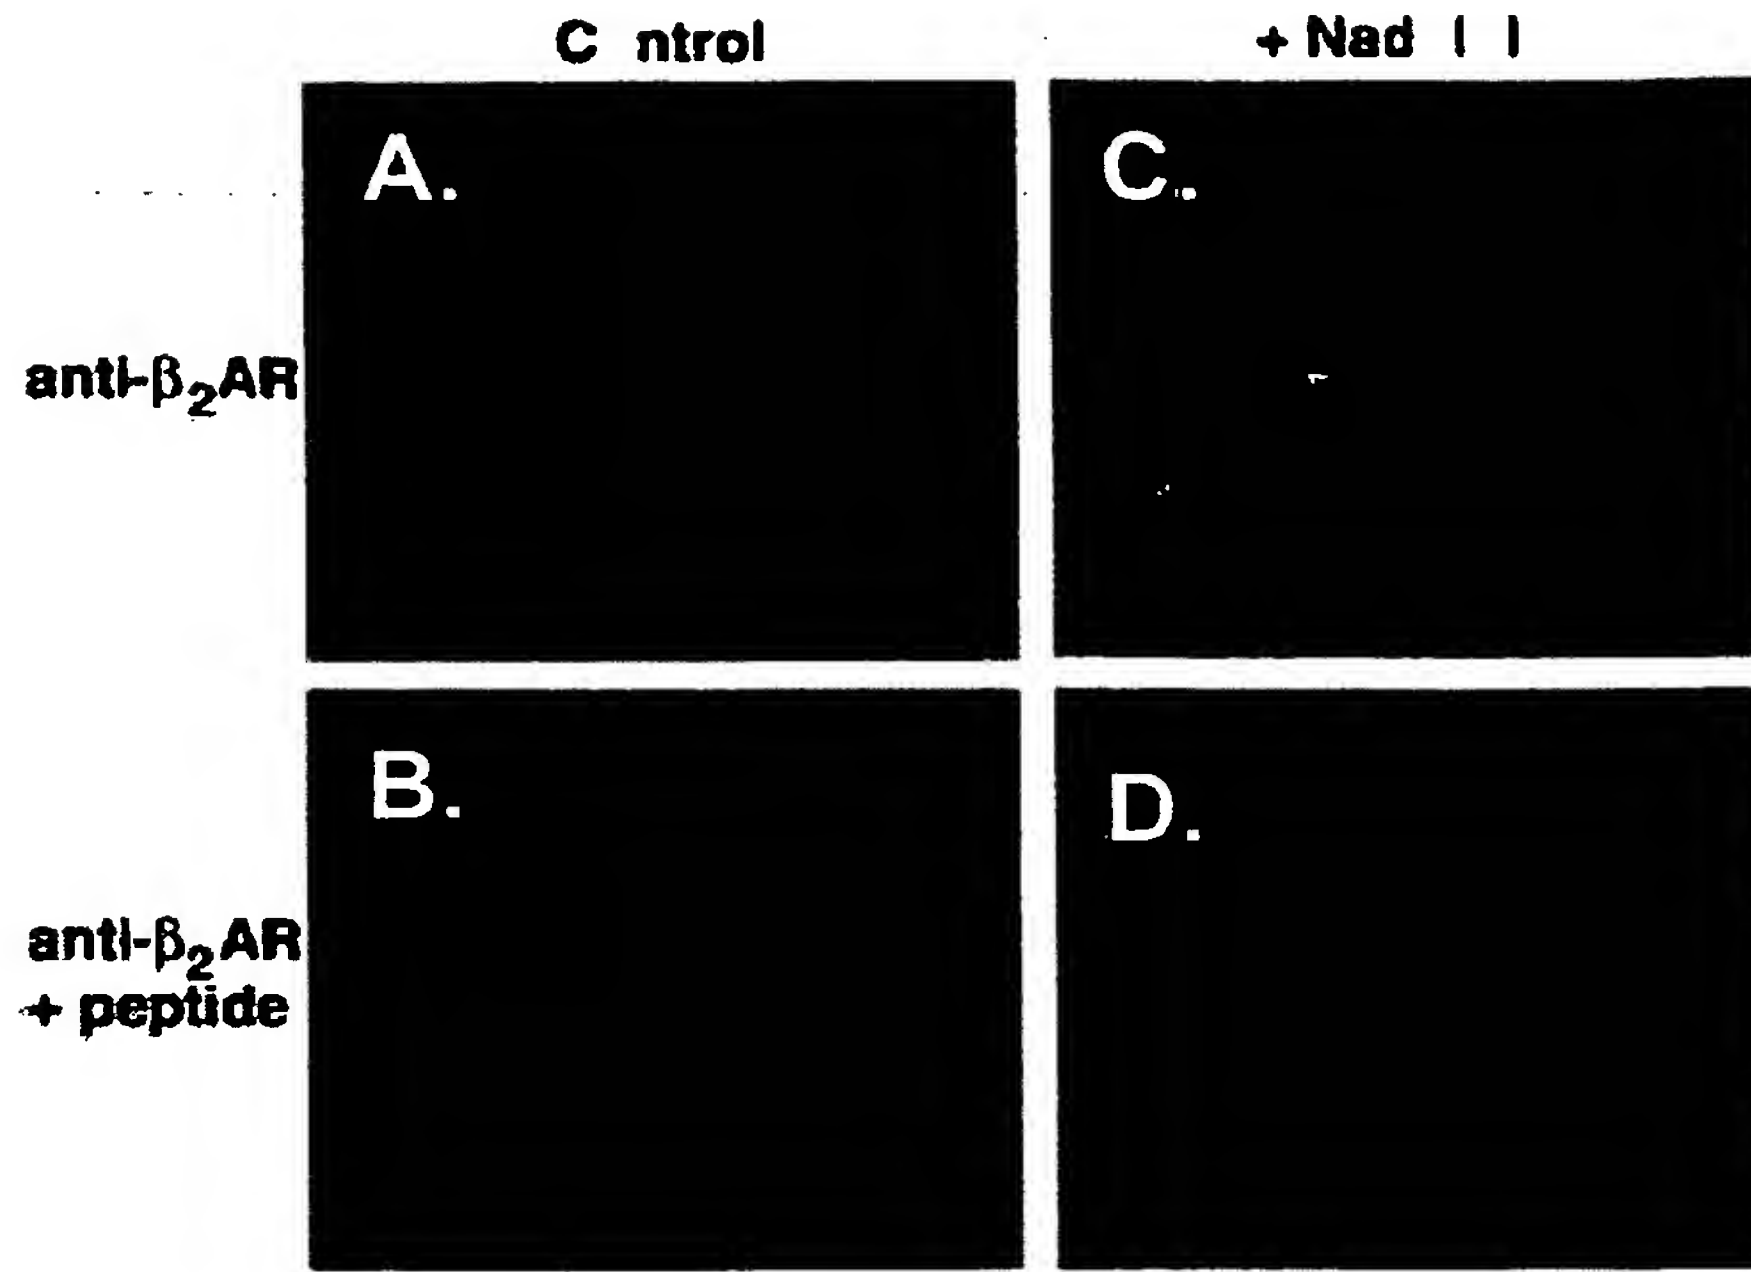 C ntrol
+ Nad l l
A.
C.
anti-β₂AR
B.
D.
anti-β₂AR
+ peptide